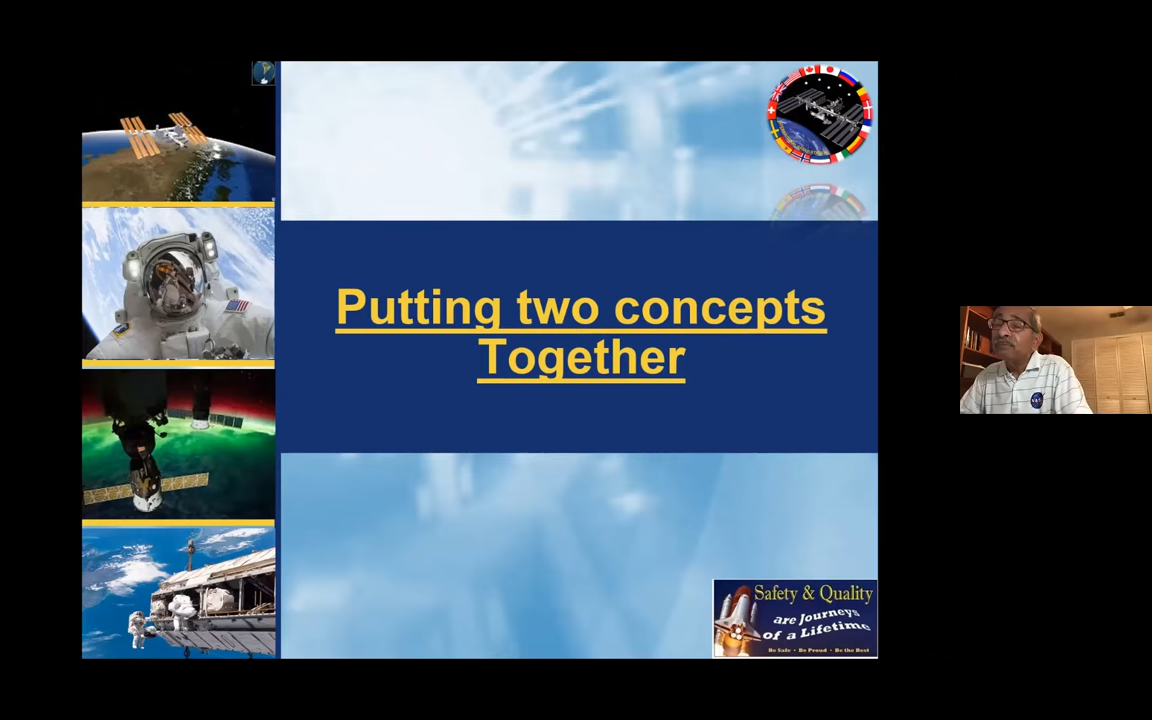 Putting two concepts
Together
Safety & Quality
are Journeys
of a Lifetime
Be Safe • Be Proud • Be the Best